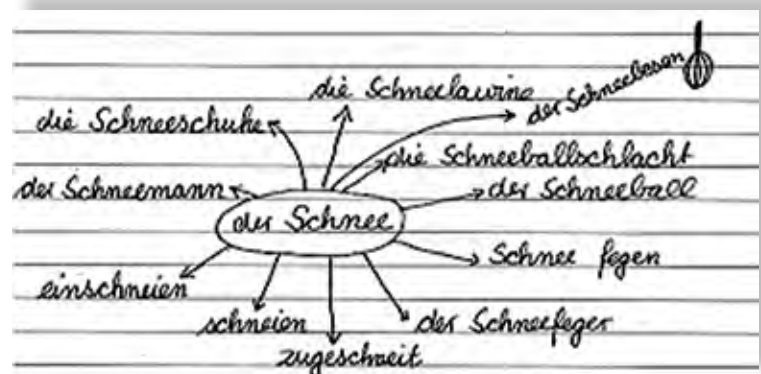 die Schneelawine
der Schneebesen
die Schneeschuhe
die Schneeballschlacht
der Schneemann
der Schneeball
der Schnee
Schnee fegen
einschneien
schneien
der Schneefeger
zugeschneit